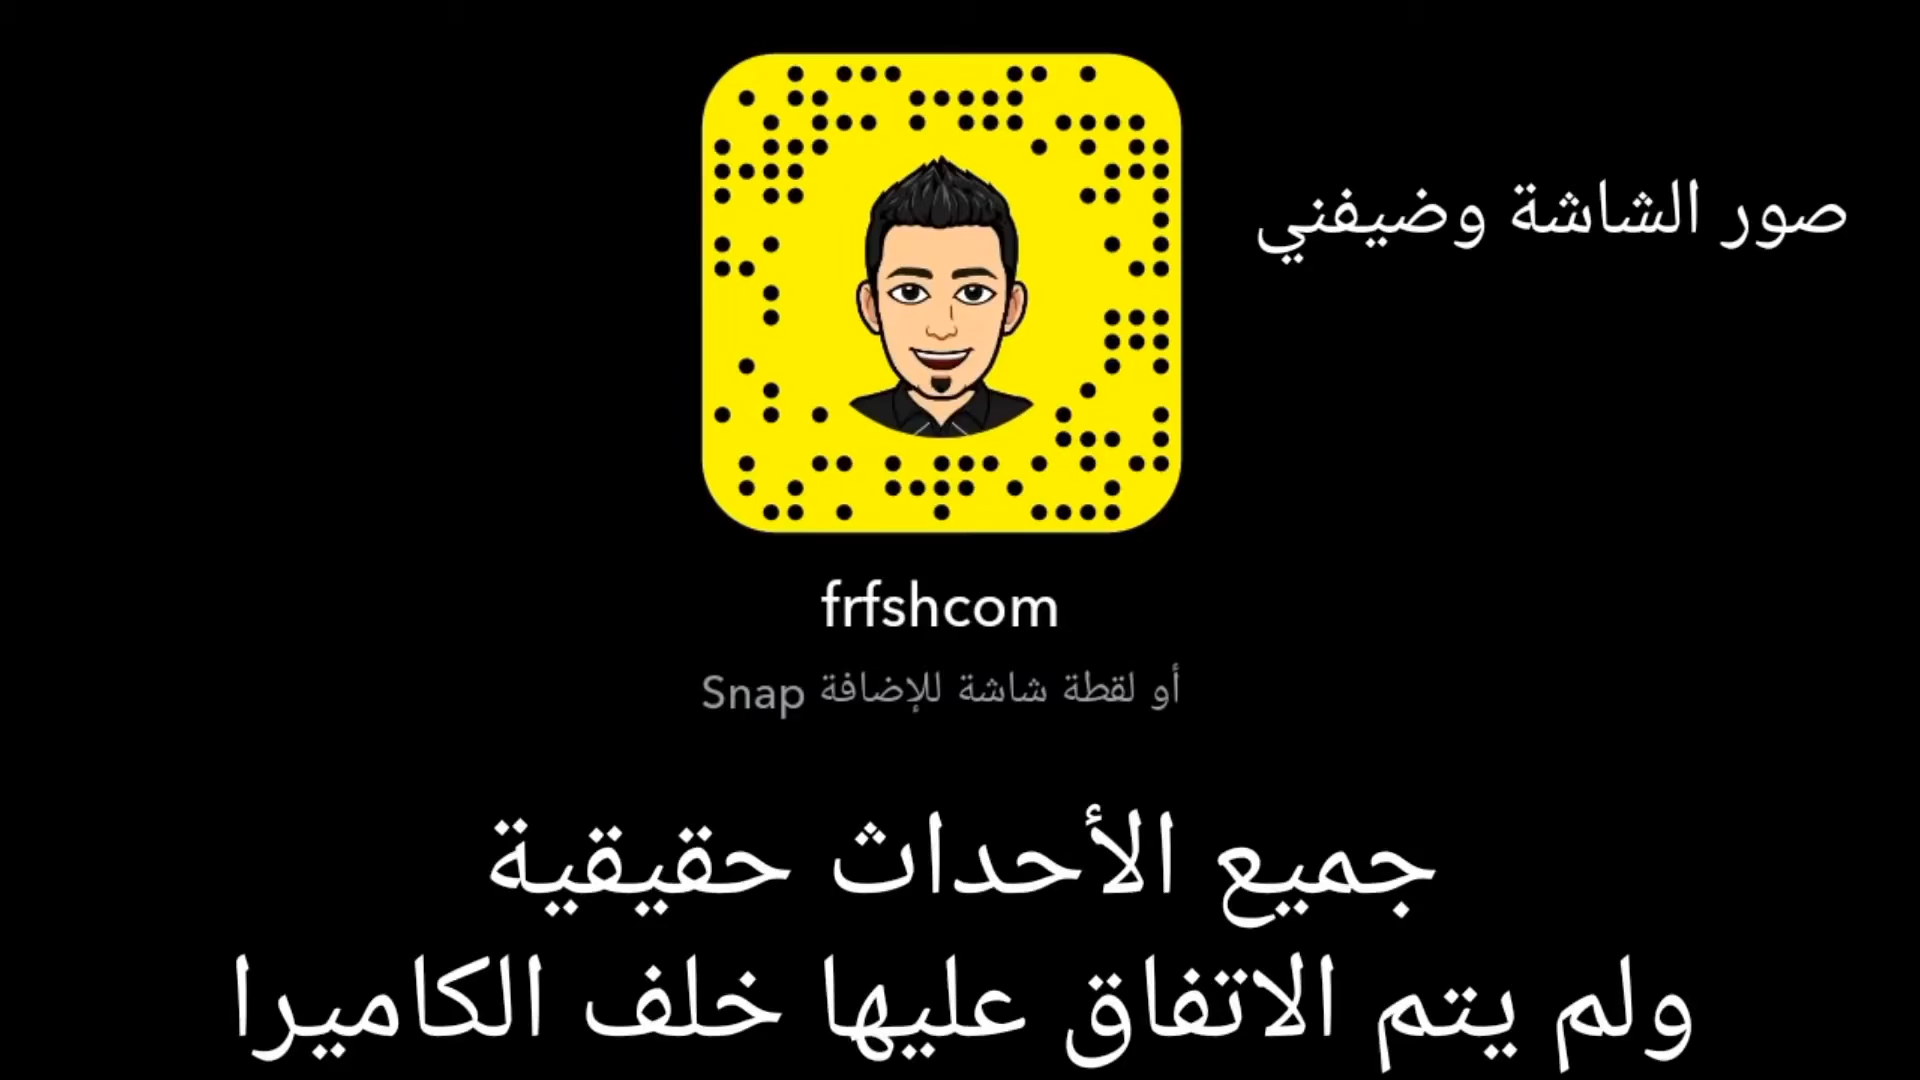 صور الشاشة وضيفني
frfshcom
أو لقطة شاشة للإضافة Snap
جميع الأحداث حقيقية
ولم يتم الاتفاق عليها خلف الكاميرا